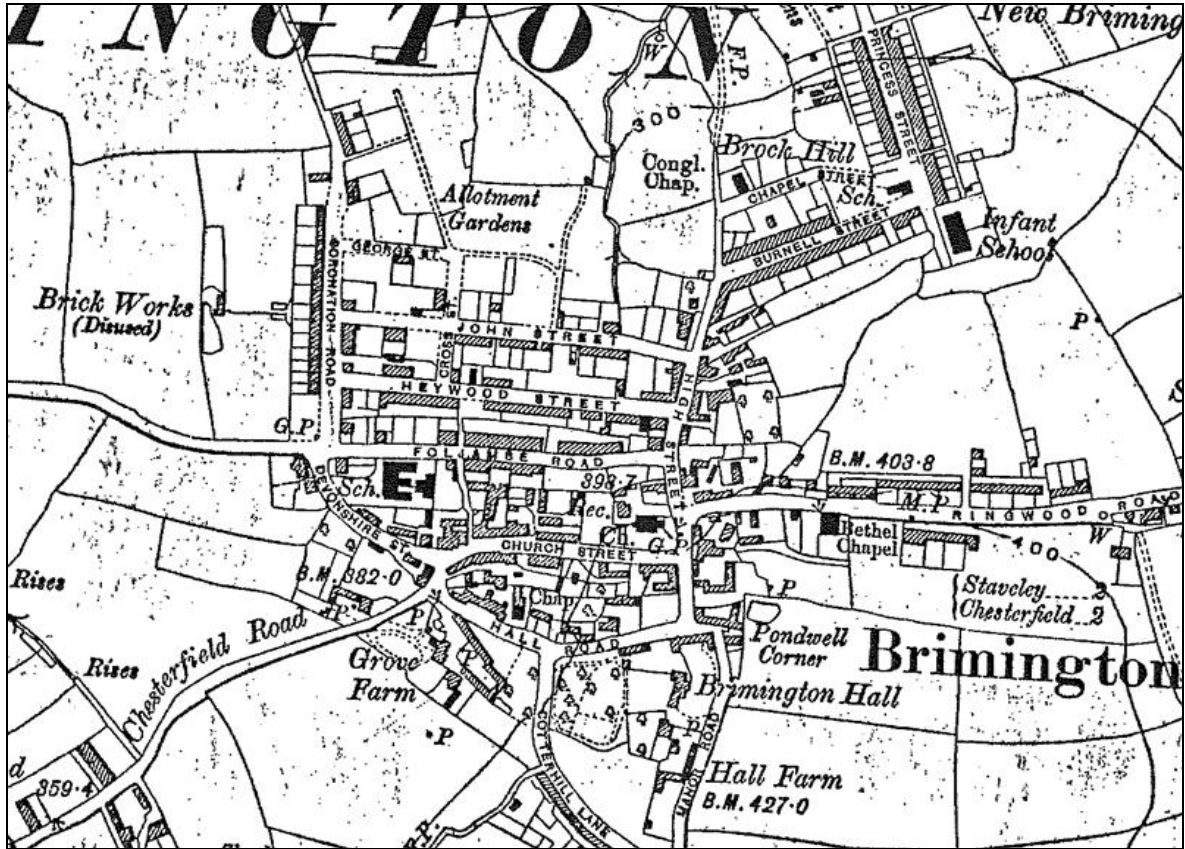 INGTON
New Briming
W
F.P.
PRINCESS STREET
300
Brock Hill
Congl.
Chap.
CHAPEL STREET
Sch.
Allotment
Gardens
BURNELL STREET
Infant
School
GEORGE ST.
CORONATION ROAD
Brick Works
(Disused)
P
CROSS ST.
JOHN STREET
HIGH STREET
HEYWOOD STREET
G.P
FOLJAMBE ROAD
B.M. 403·8
398·7
Sch.
DEVONSHIRE ST.
Rec.
M.P
RINGWOOD ROAD
Ch.
Bethel
Chapel
CHURCH STREET
G.P
400
W
Rises
B.M. 382·0
Staveley 2
Chesterfield 2
Chap.
P
P
P
HALL ROAD
Pondwell
Corner
Brimington
Chesterfield Road
Rises
Grove
Farm
Brimington Hall
P
P
COTTERHILL LANE
MANOR ROAD
Hall Farm
B.M. 427·0
d
359·4
P.